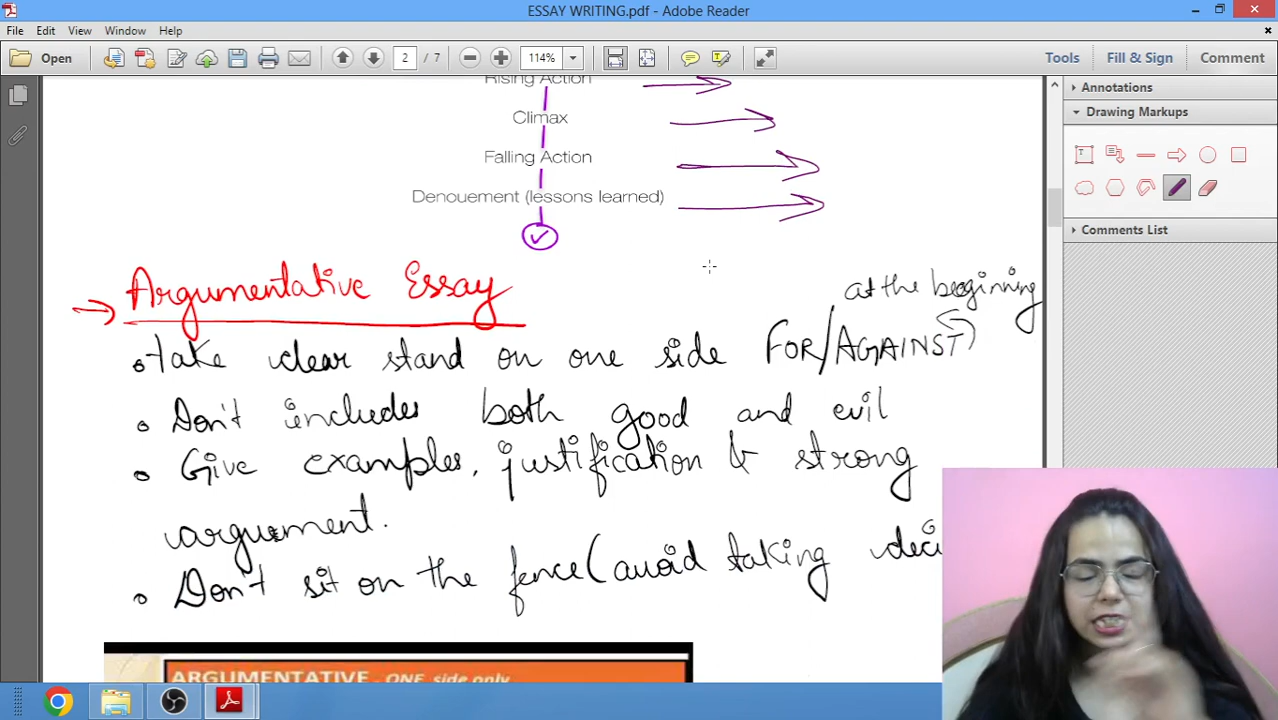 ESSAY WRITING.pdf - Adobe Reader
File Edit View Window Help
Open 2 / 7 114% Tools Fill & Sign Comment
Annotations
Drawing Markups
Comments List
Rising Action
Climax
Falling Action
Denouement (lessons learned)
Argumentative Essay
at the beginning
take clear stand on one side FOR/AGAINST)
Don't includes both good and evil
Give examples, justification & strong
arguement.
Don't sit on the fence (avoid taking deci
ARGUMENTATIVE - ONE side only